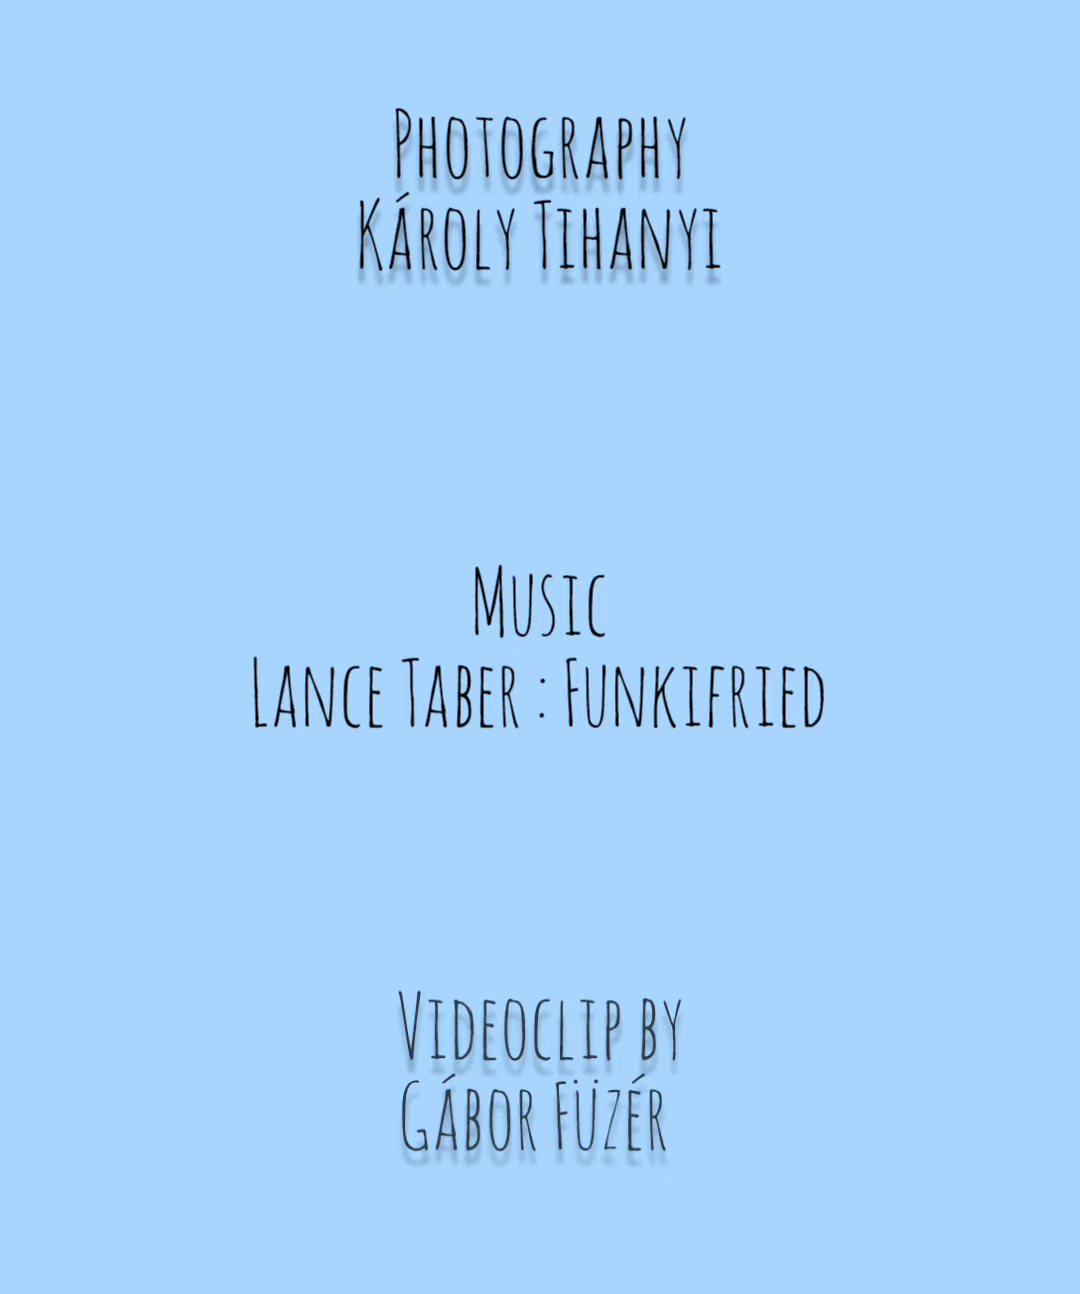 Photography
Károly Tihanyi
Music
Lance Taber : Funkifried
Videoclip by
Gábor Füzér